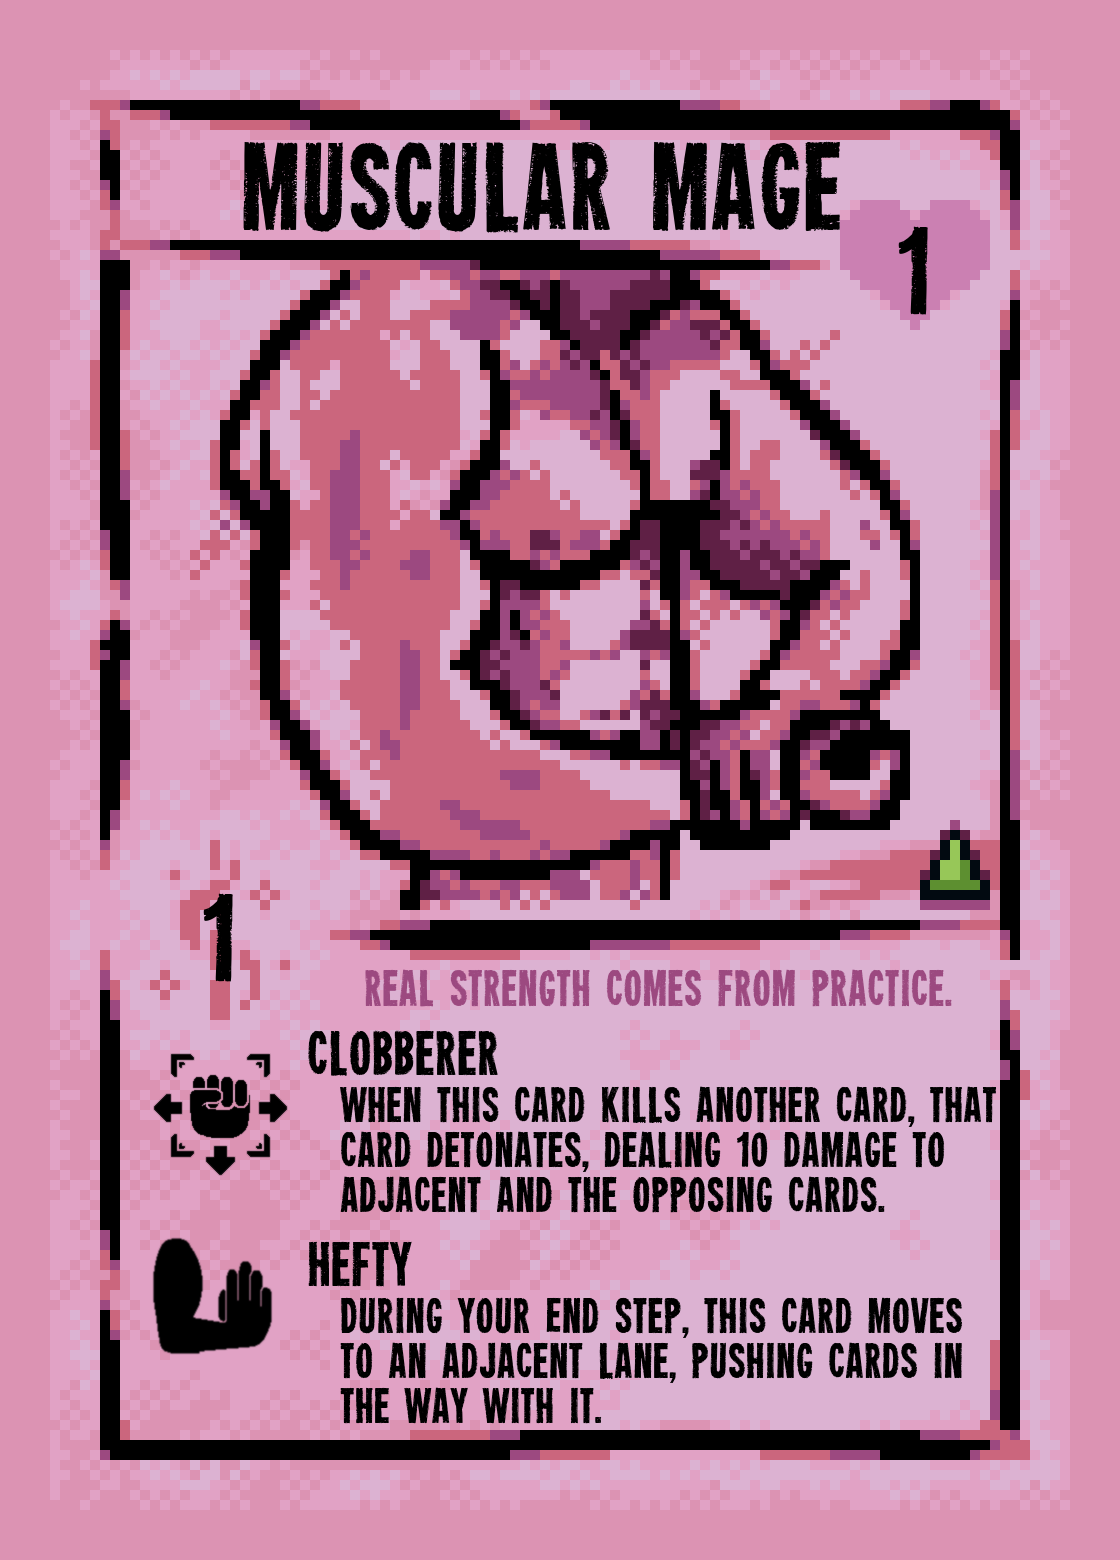 MUSCULAR MAGE
1
1
REAL STRENGTH COMES FROM PRACTICE.
CLOBBERER
WHEN THIS CARD KILLS ANOTHER CARD, THAT
CARD DETONATES, DEALING 10 DAMAGE TO
ADJACENT AND THE OPPOSING CARDS.
HEFTY
DURING YOUR END STEP, THIS CARD MOVES
TO AN ADJACENT LANE, PUSHING CARDS IN
THE WAY WITH IT.